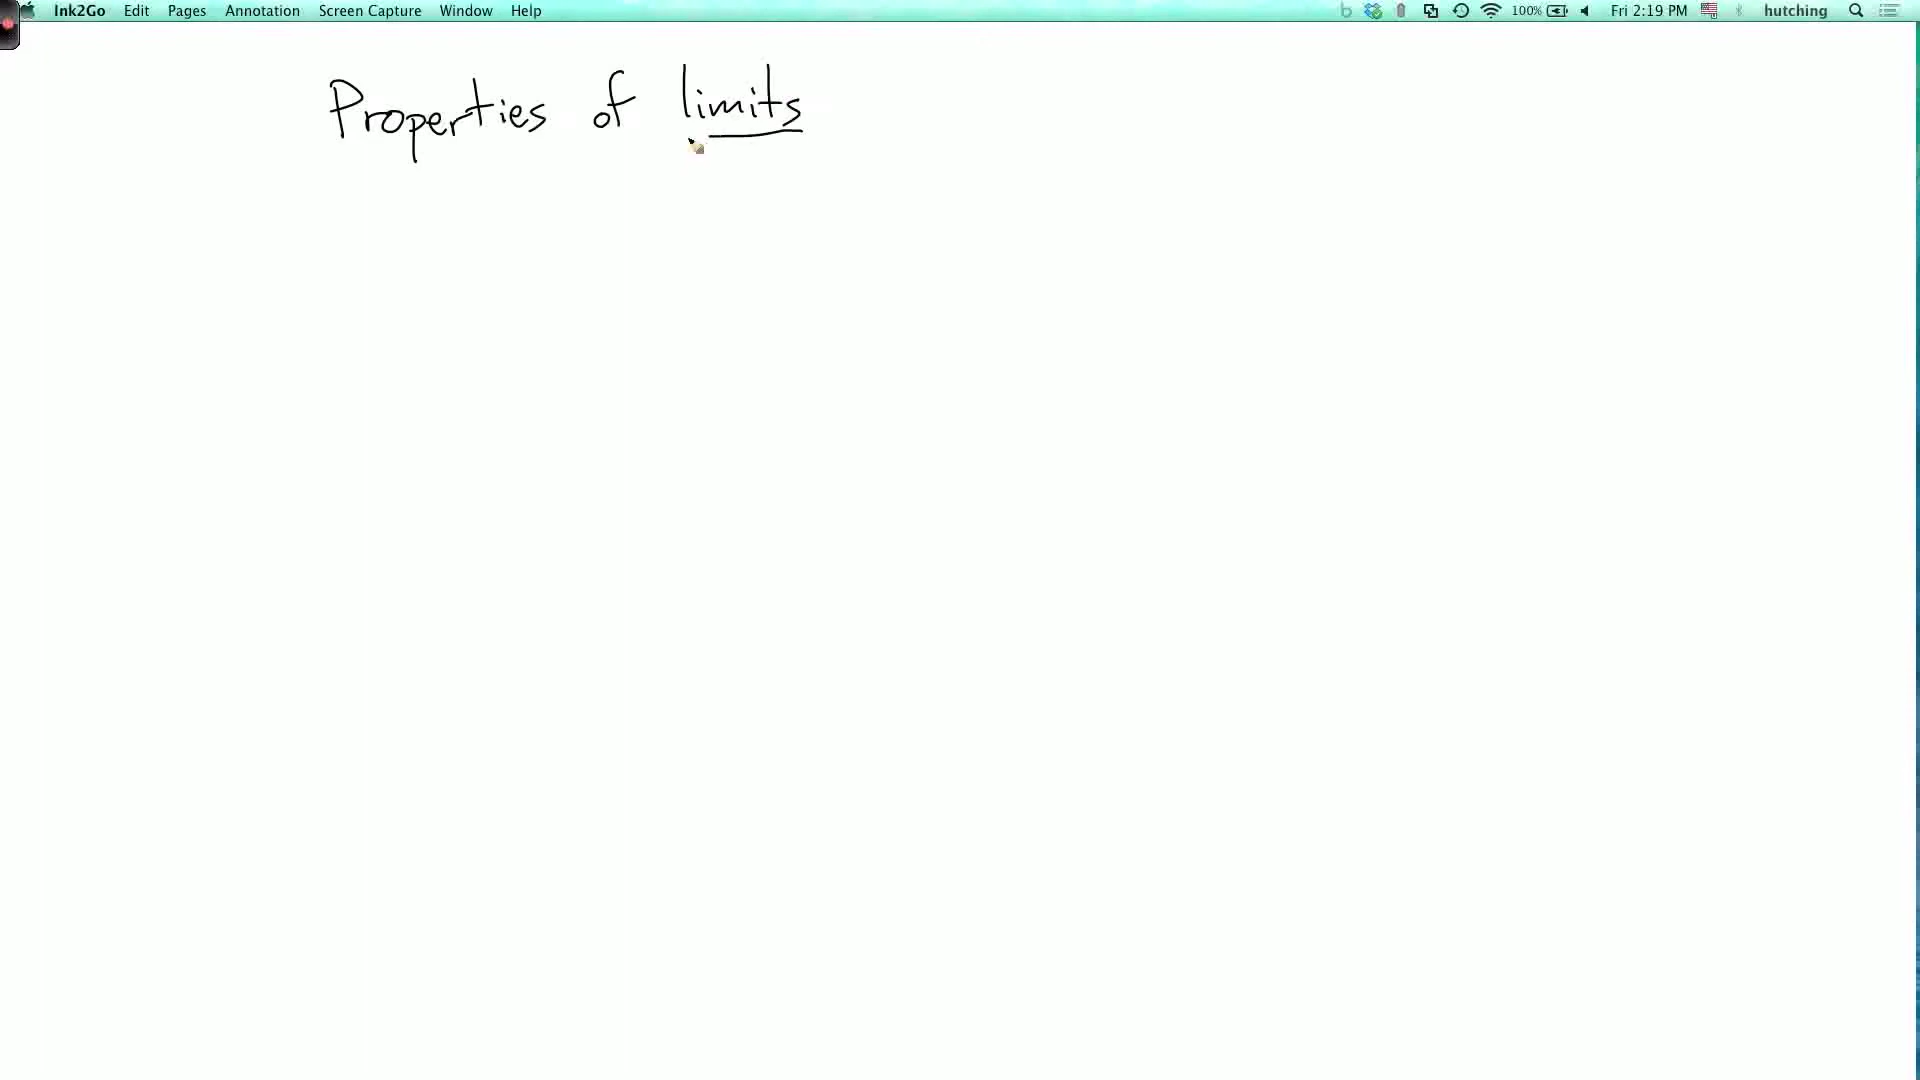 Ink2Go Edit Pages Annotation Screen Capture Window Help 100% Fri 2:19 PM hutching
Properties of limits